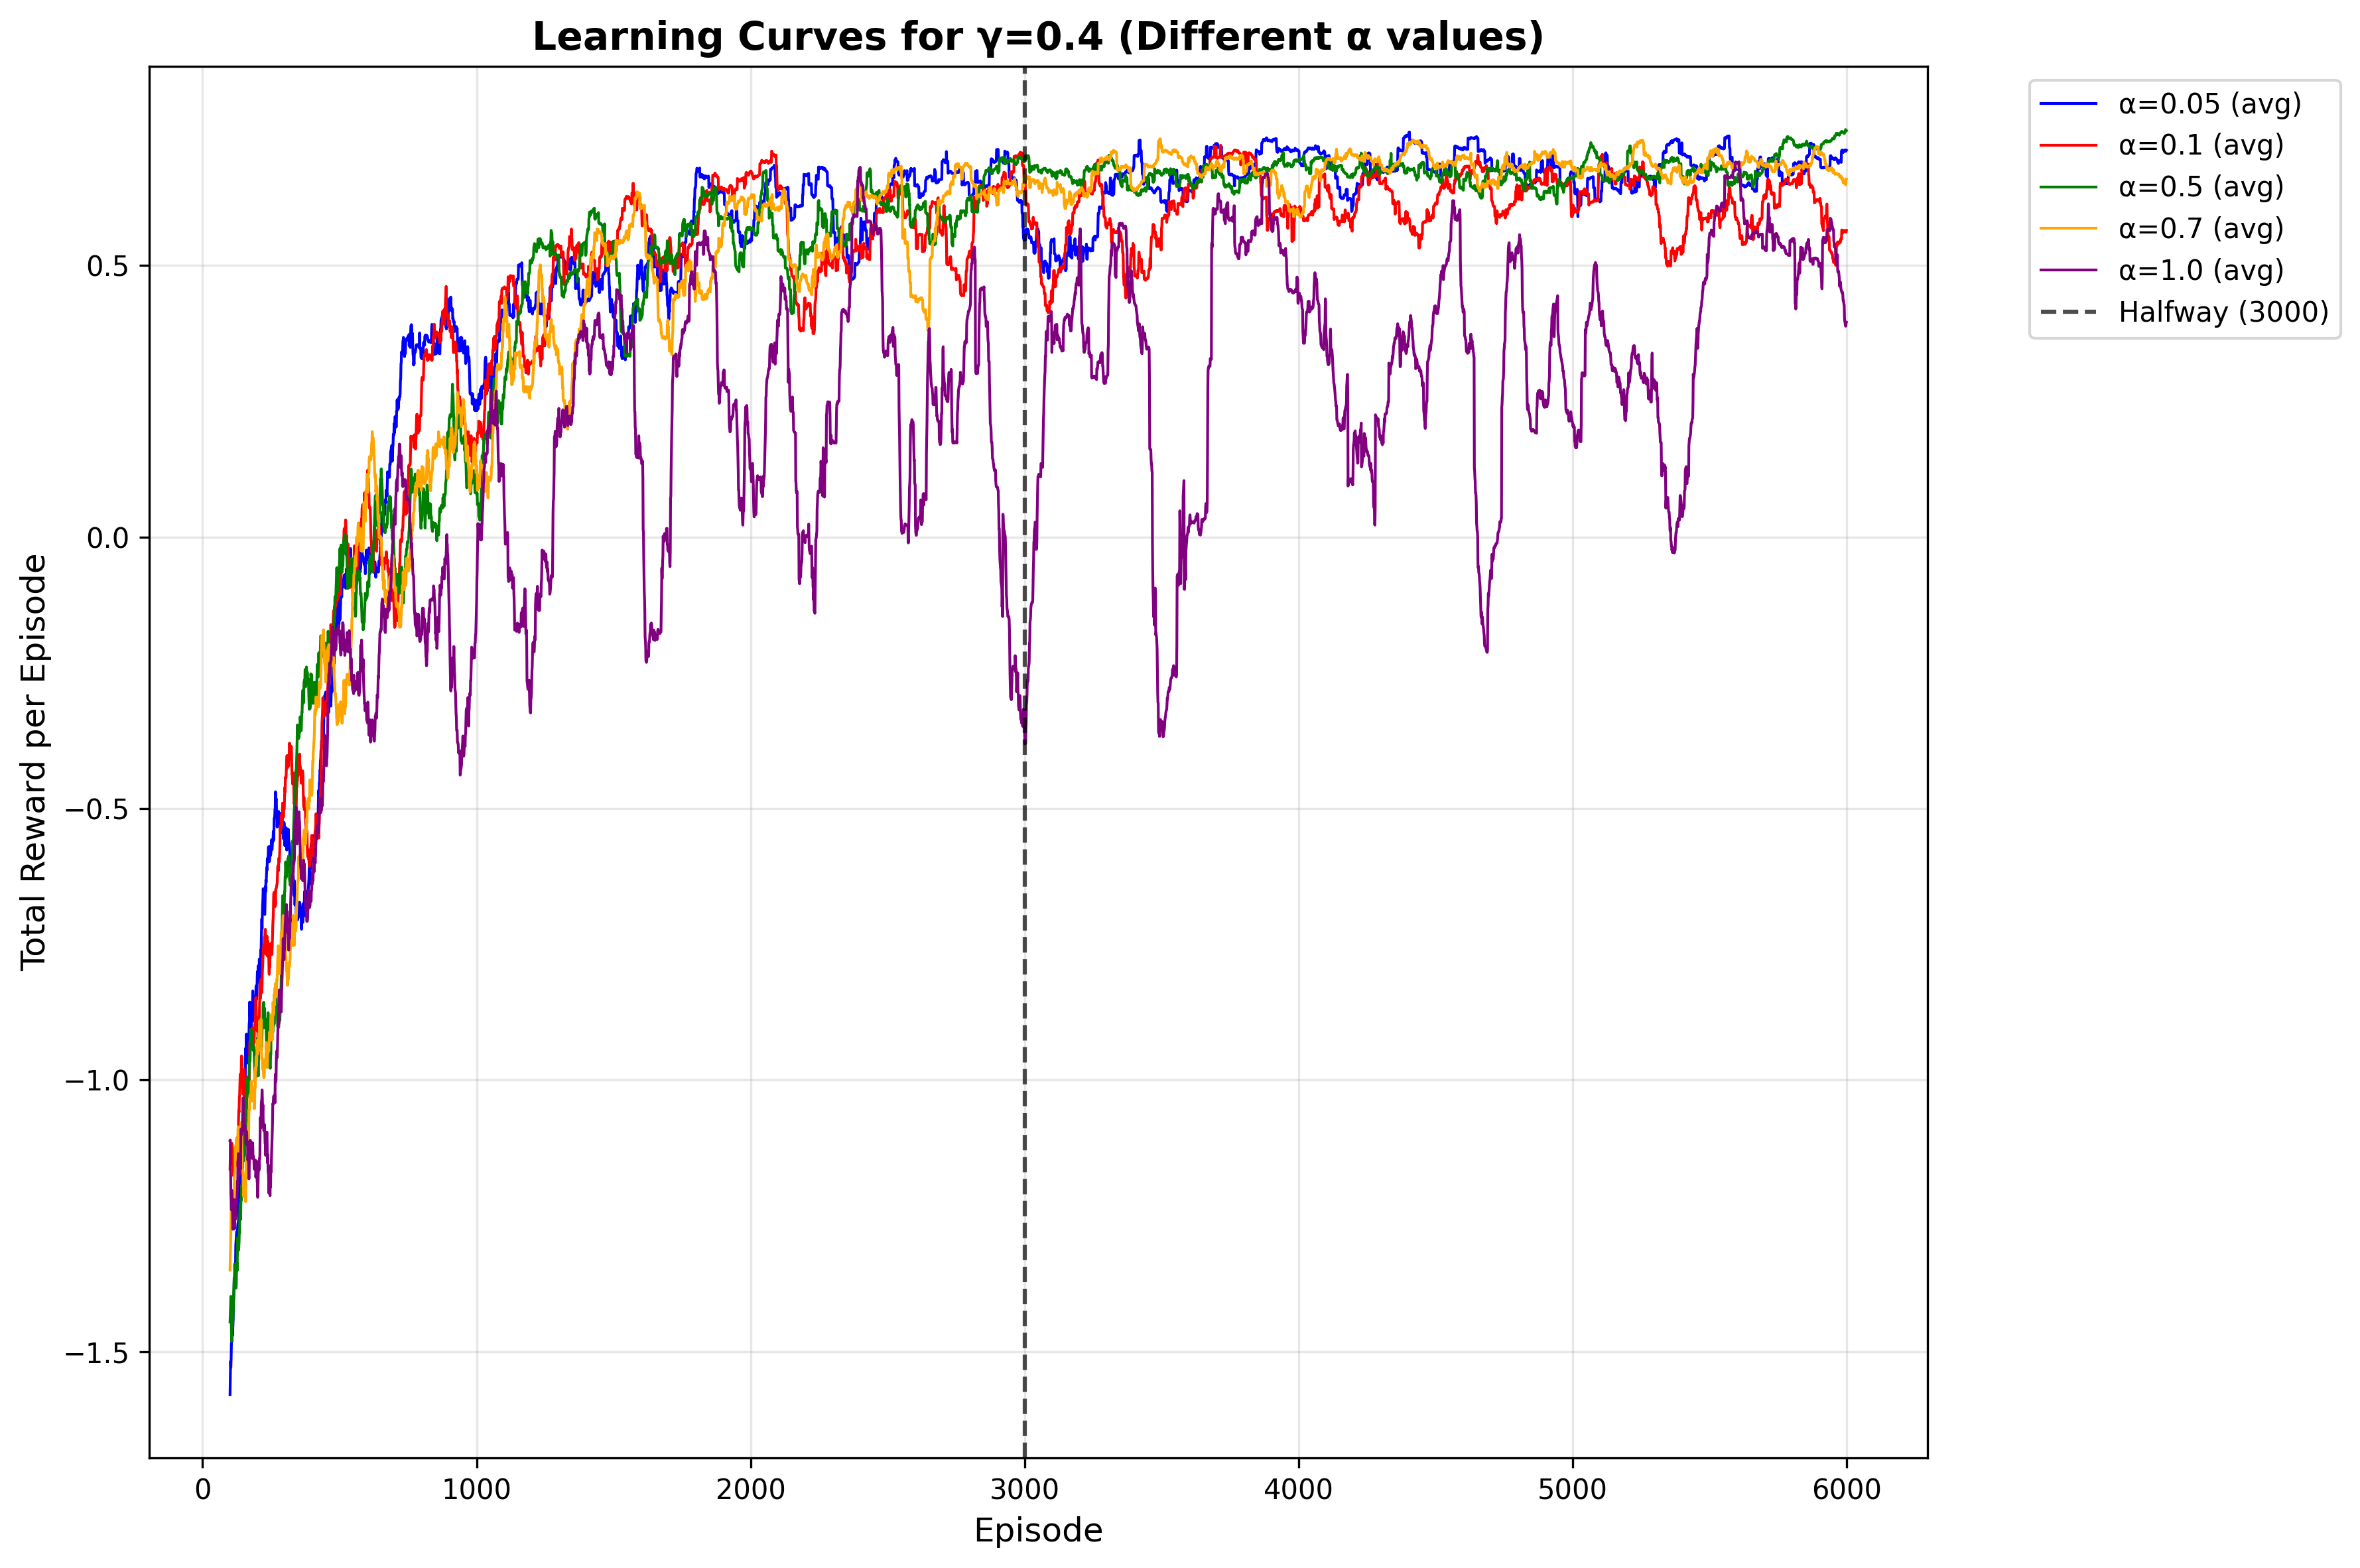 Learning Curves for γ=0.4 (Different α values)
α=0.05 (avg)
α=0.1 (avg)
α=0.5 (avg)
α=0.7 (avg)
α=1.0 (avg)
Halfway (3000)
Total Reward per Episode
0.5
0.0
−0.5
−1.0
−1.5
0 1000 2000 3000 4000 5000 6000
Episode